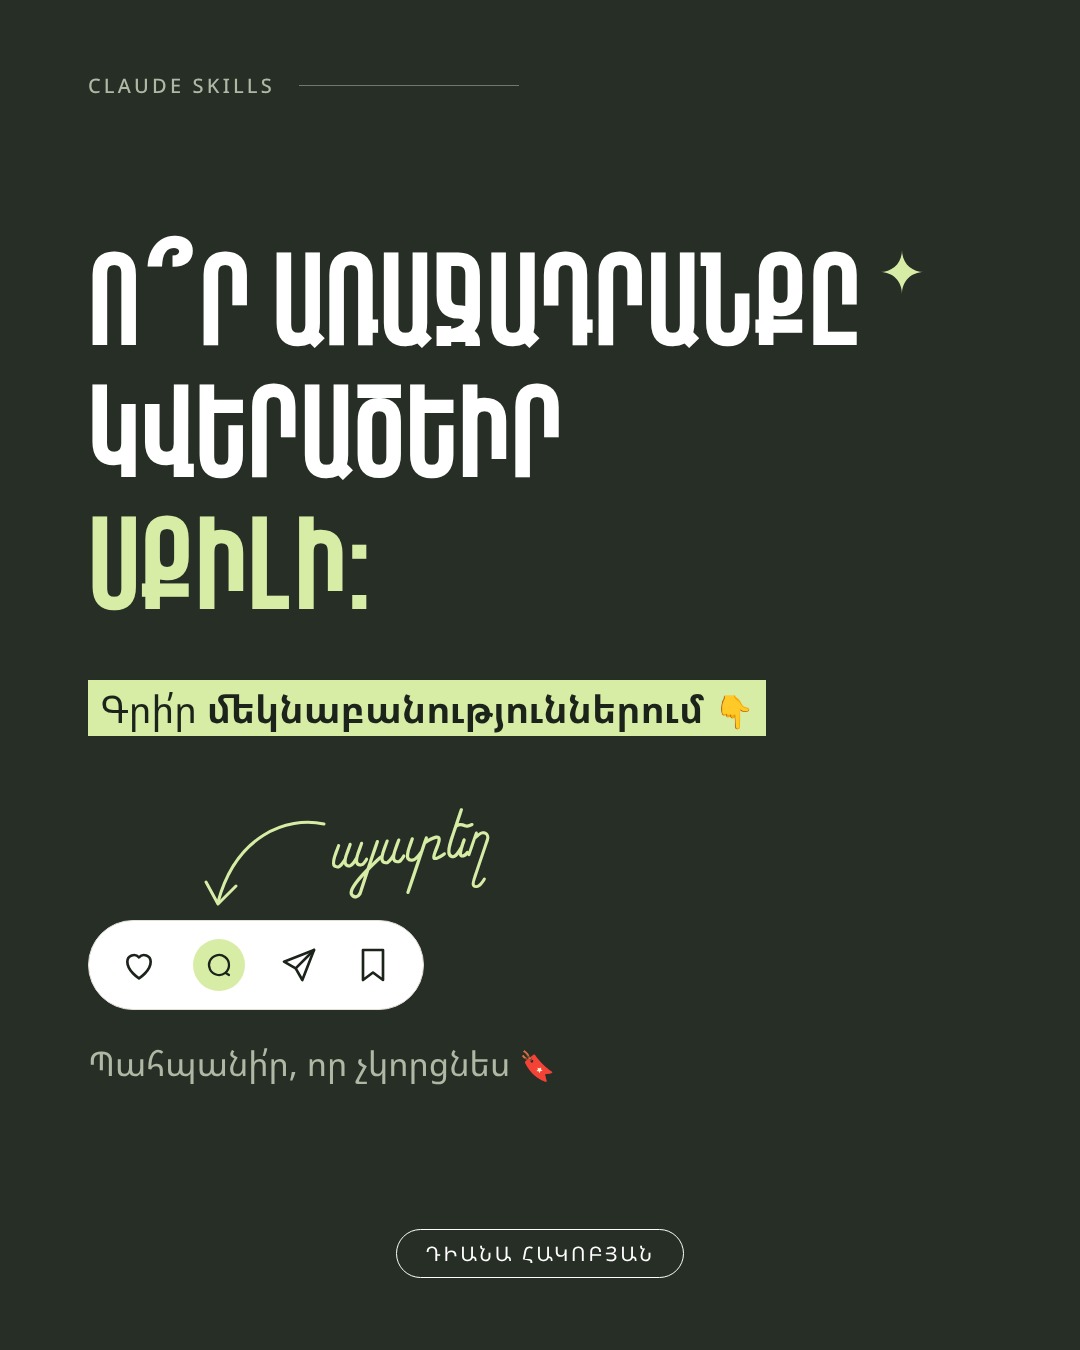 CLAUDE SKILLS
Ո՞Ր ԱՌԱՋԱԴՐԱՆՔԸ
ԿՎԵՐԱԾԵԻՐ
ՍՔԻԼԻ:
Գրի՛ր մեկնաբանություններում 👇
այստեղ
Պահպանի՛ր, որ չկորցնես 🔖
ԴԻԱՆԱ ՀԱԿՈԲՅԱՆ